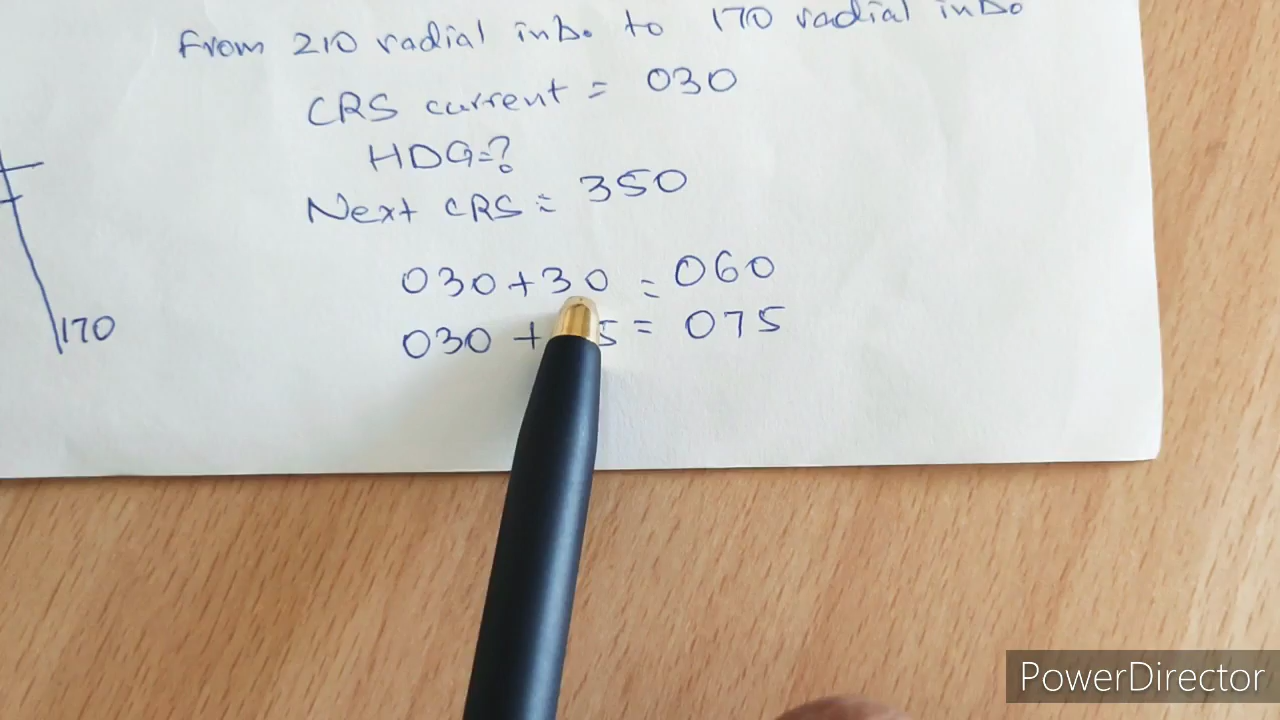 From 210 radial inbo to 170 radial inbo
CRS current = 030
HDG=?
Next CRS = 350
030+30 = 060
030 + 5 = 075
170
PowerDirector